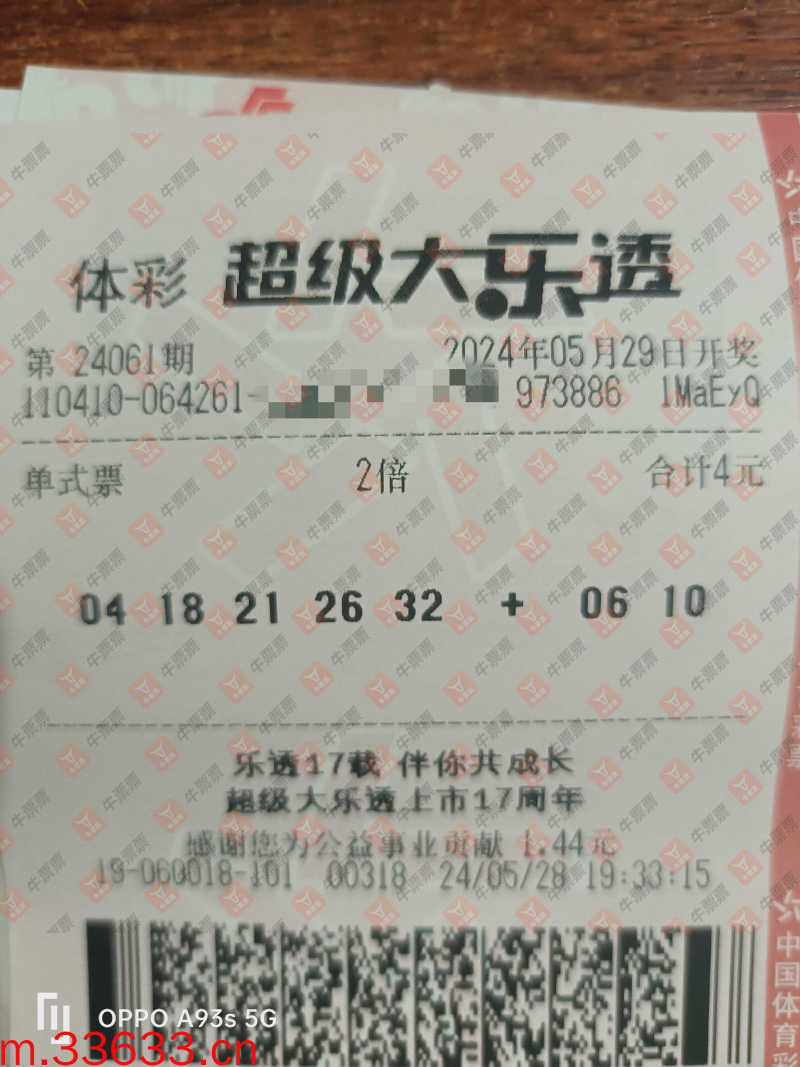 体彩 超级大乐透
第 24061期 2024年05月29日开奖
110410-064261- 973886 1MaEyQ
单式票 2倍 合计4元
04 18 21 26 32 + 06 10
乐透17载 伴你共成长
超级大乐透上市17周年
感谢您为公益事业贡献 1.44元
19-060018-101 00318 24/05/28 19:33:15
中国体育彩
OPPO A93s 5G
m.33633.cn
牛票票